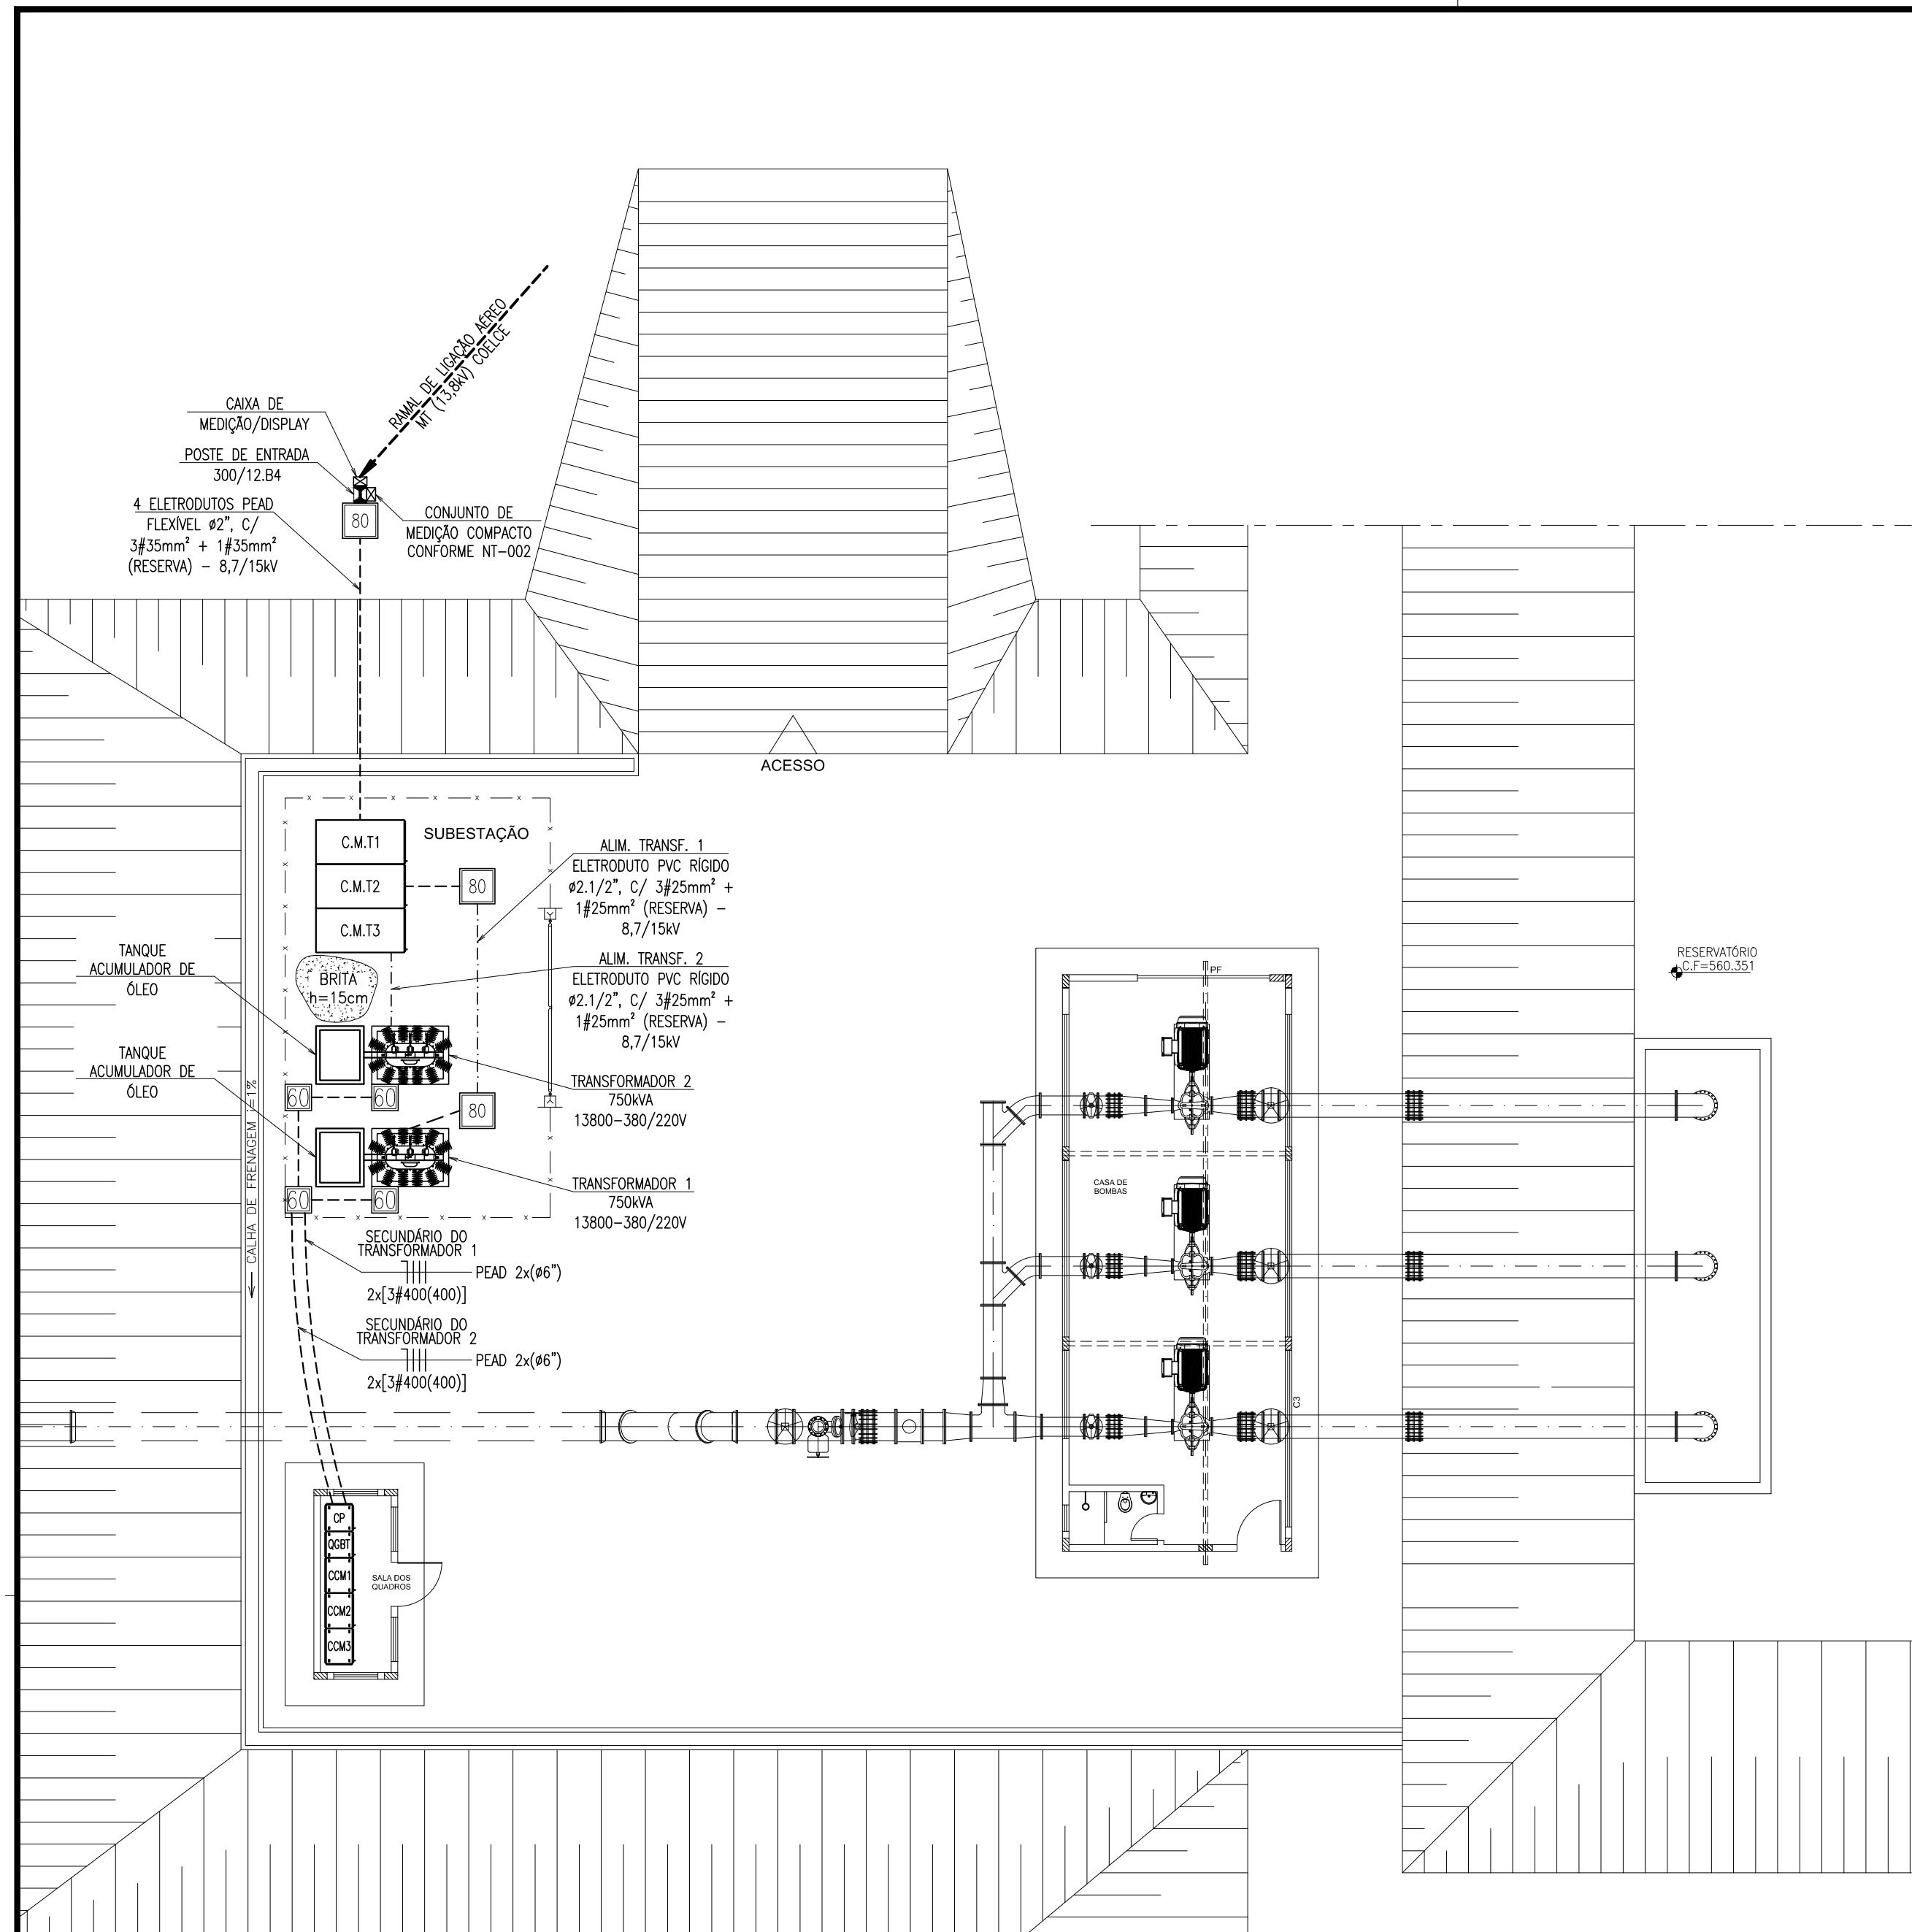 RAMAL DE LIGAÇÃO AÉREO
MT (13,8kV) COELCE
CAIXA DE
MEDIÇÃO/DISPLAY
POSTE DE ENTRADA
300/12.B4
4 ELETRODUTOS PEAD
FLEXÍVEL ø2", C/
3#35mm² + 1#35mm²
(RESERVA) - 8,7/15kV
80
CONJUNTO DE
MEDIÇÃO COMPACTO
CONFORME NT-002
ACESSO
SUBESTAÇÃO
C.M.T1
C.M.T2
C.M.T3
80
ALIM. TRANSF. 1
ELETRODUTO PVC RÍGIDO
ø2.1/2", C/ 3#25mm² +
1#25mm² (RESERVA) -
8,7/15kV
ALIM. TRANSF. 2
ELETRODUTO PVC RÍGIDO
ø2.1/2", C/ 3#25mm² +
1#25mm² (RESERVA) -
8,7/15kV
TANQUE
ACUMULADOR DE
ÓLEO
BRITA
h=15cm
TANQUE
ACUMULADOR DE
ÓLEO
60
60
80
TRANSFORMADOR 2
750kVA
13800-380/220V
60
60
TRANSFORMADOR 1
750kVA
13800-380/220V
CALHA DE FRENAGEM i=1%
SECUNDÁRIO DO
TRANSFORMADOR 1
PEAD 2x(ø6")
2x[3#400(400)]
SECUNDÁRIO DO
TRANSFORMADOR 2
PEAD 2x(ø6")
2x[3#400(400)]
CP
QGBT
CCM1
CCM2
CCM3
SALA DOS
QUADROS
PF
CASA DE
BOMBAS
C3
RESERVATÓRIO
C.F=560.351